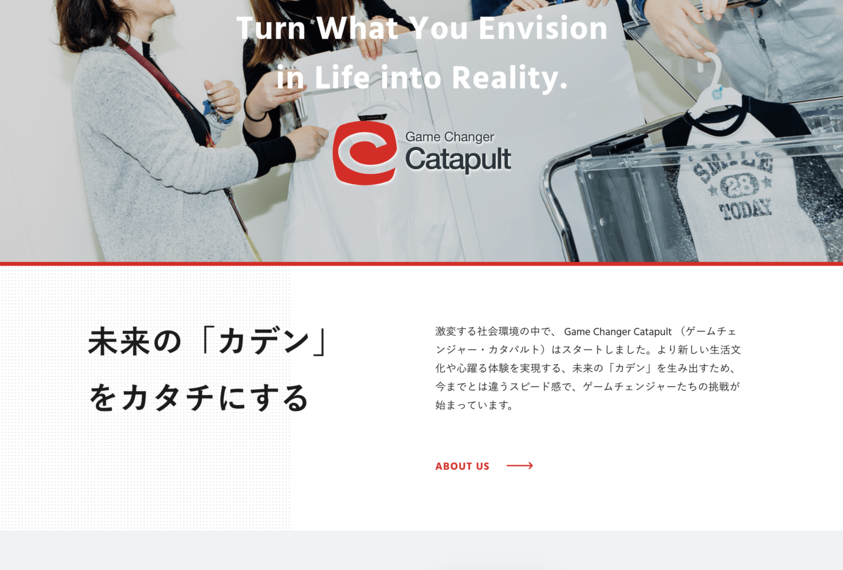 Turn What You Envision
in Life into Reality.
Game Changer
Catapult
SMILE
28
TODAY
未来の「カデン」
をカタチにする
激変する社会環境の中で、 Game Changer Catapult （ゲームチェ
ンジャー・カタパルト）はスタートしました。より新しい生活文
化や心躍る体験を実現する、未来の「カデン」を生み出すため、
今までとは違うスピード感で、ゲームチェンジャーたちの挑戦が
始まっています。
ABOUT US